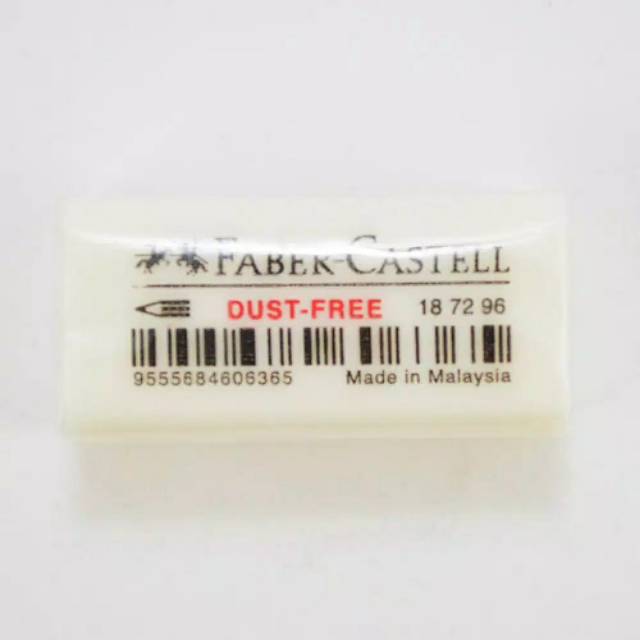 FABER-CASTELL
DUST-FREE 18 72 96
9555684606365 Made in Malaysia